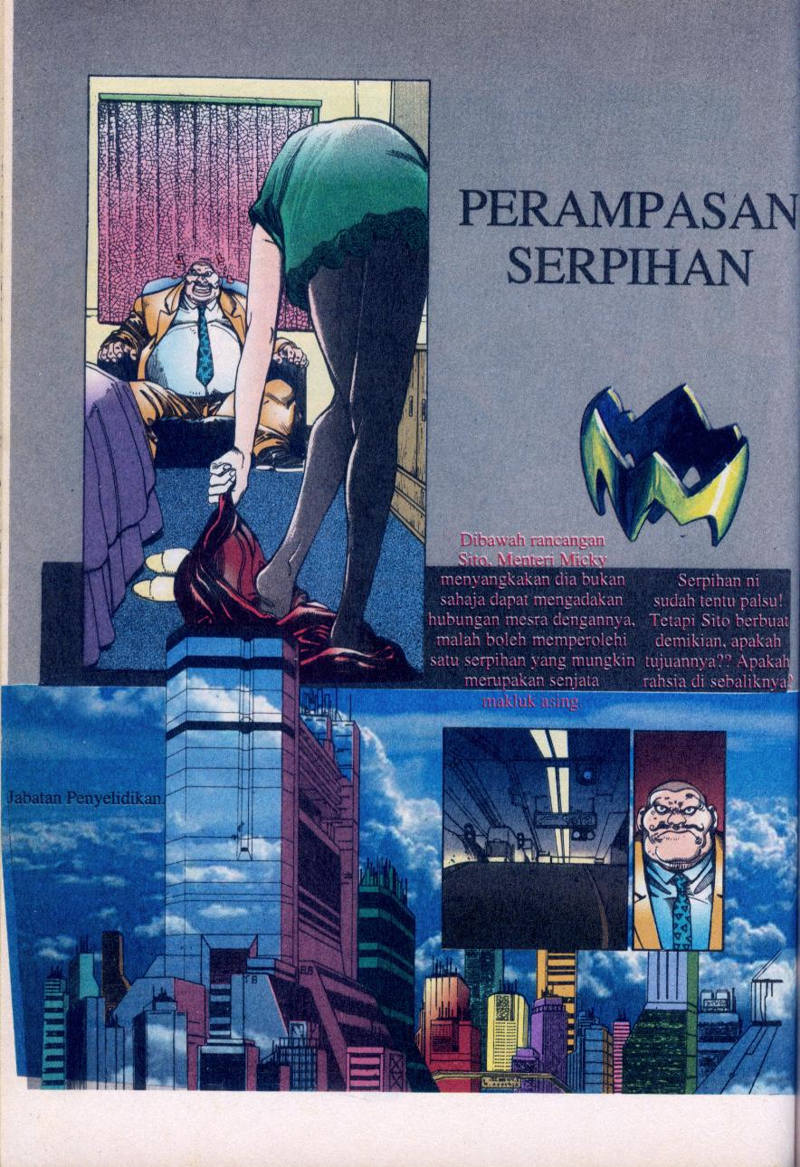 PERAMPASAN
SERPIHAN
Dibawah rancangan
Sito, Menteri Micky
menyangkakan dia bukan
sahaja dapat mengadakan
hubungan mesra dengannya,
malah boleh memperolehi
satu serpihan yang mungkin
merupakan senjata
makluk asing
Serpihan ni
sudah tentu palsu!
Tetapi Sito berbuat
demikian, apakah
tujuannya?? Apakah
rahsia di sebaliknya?
Jabatan Penyelidikan